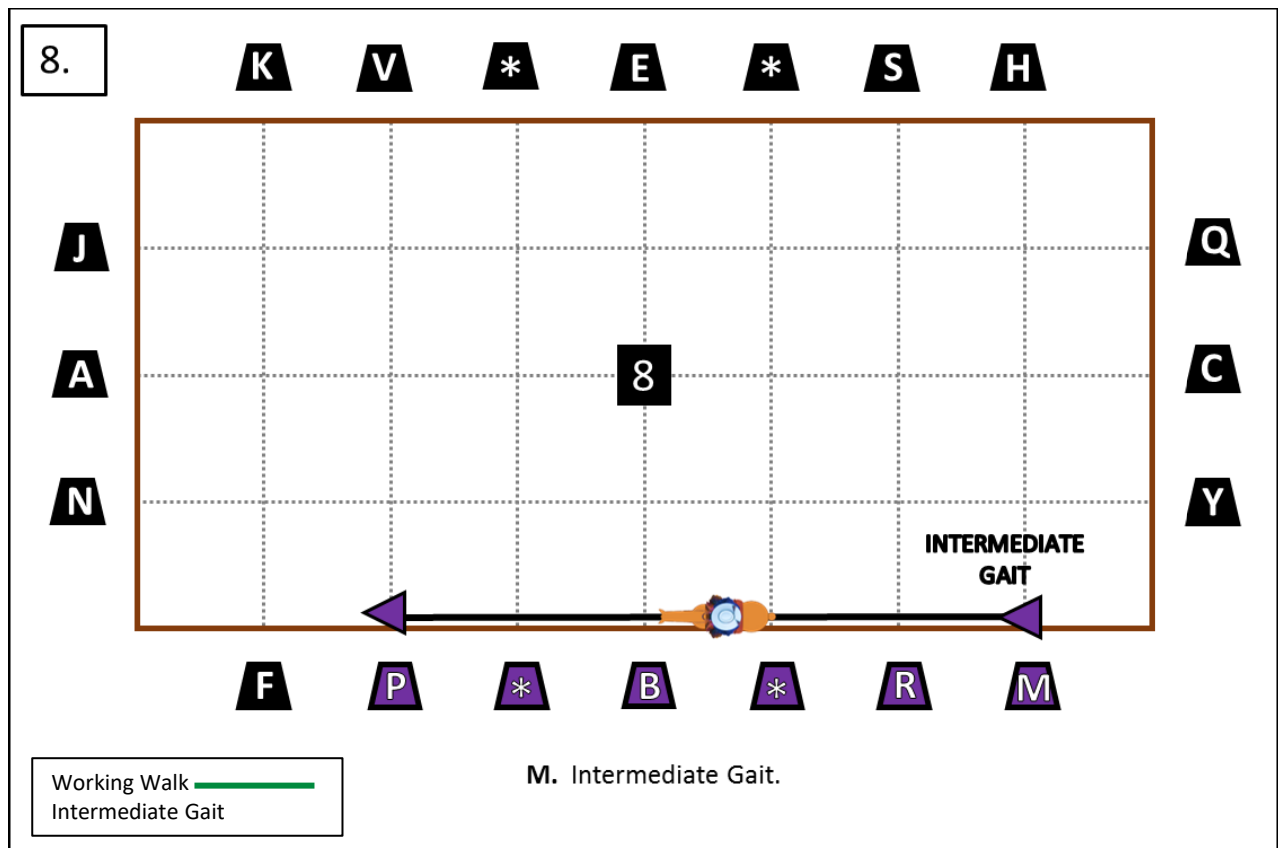 8.
K V * E * S H
J Q
A 8 C
N Y
INTERMEDIATE
GAIT
F P * B * R M
M. Intermediate Gait.
Working Walk
Intermediate Gait